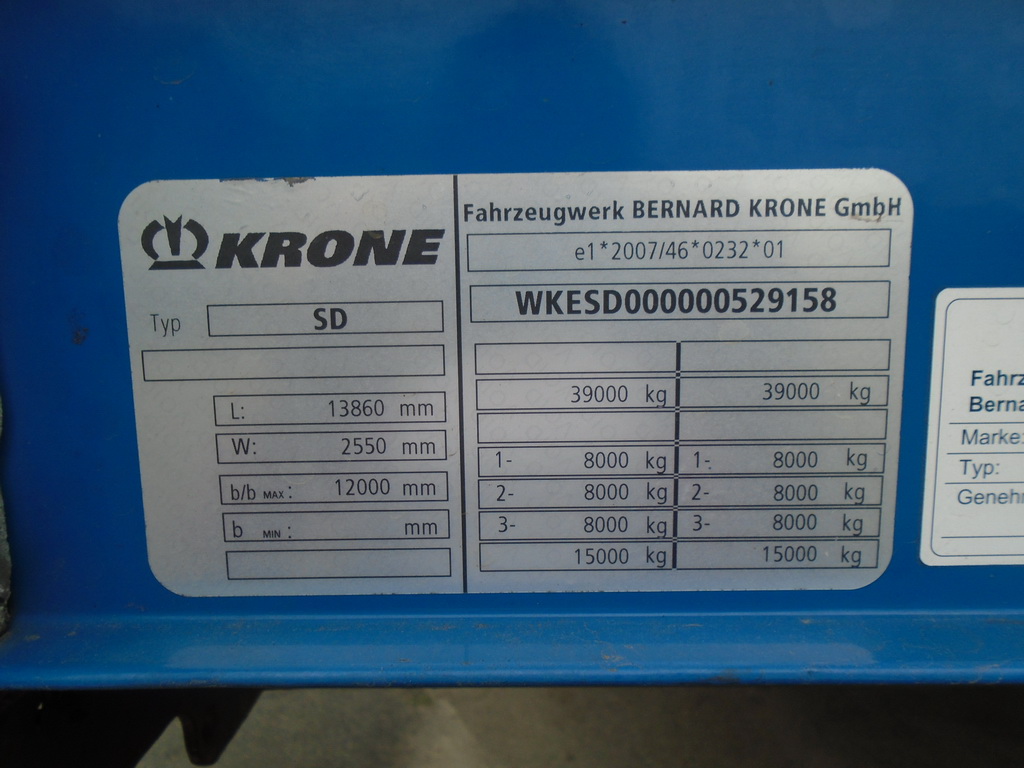 KRONE
Typ SD
L: 13860 mm
W: 2550 mm
b/b MAX: 12000 mm
b MIN: mm
Fahrzeugwerk BERNARD KRONE GmbH
e1*2007/46*0232*01
WKESD000000529158
39000 kg 39000 kg
1- 8000 kg 1- 8000 kg
2- 8000 kg 2- 8000 kg
3- 8000 kg 3- 8000 kg
15000 kg 15000 kg
Fahrz
Berna
Marke:
Typ:
Genehm